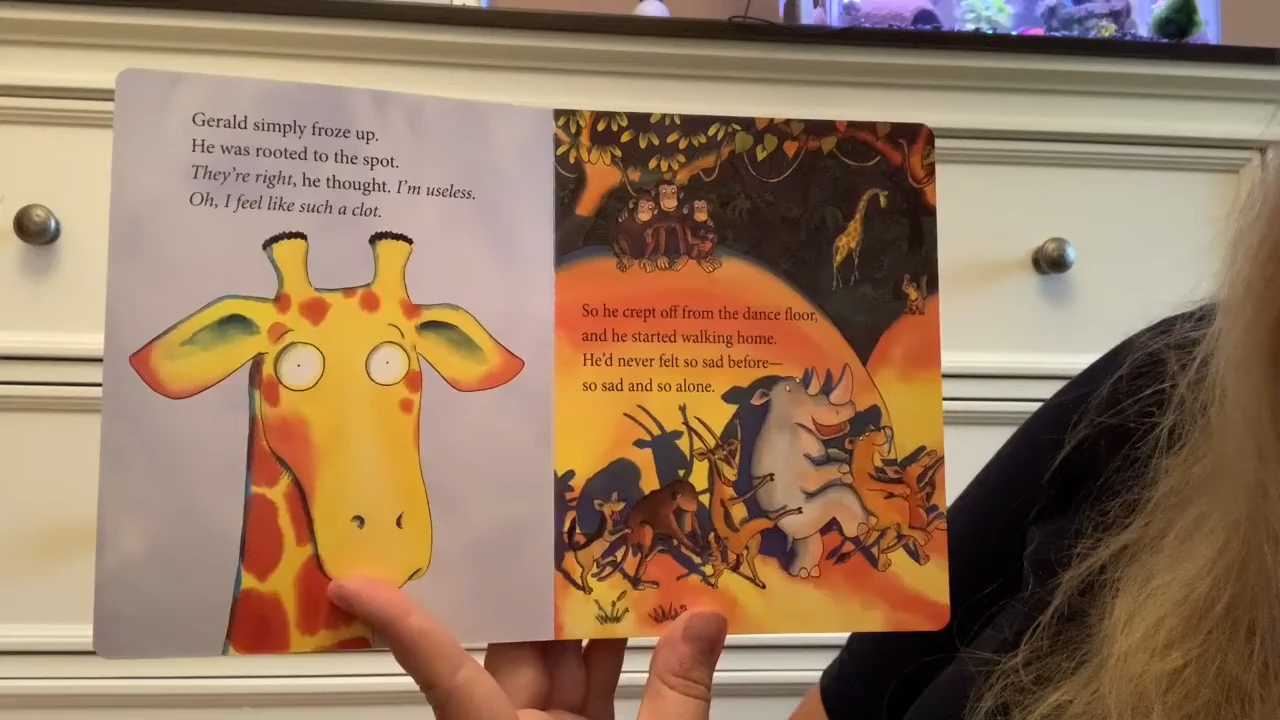 Gerald simply froze up.
He was rooted to the spot.
They're right, he thought. I'm useless.
Oh, I feel like such a clot.
So he crept off from the dance floor,
and he started walking home.
He'd never felt so sad before—
so sad and so alone.